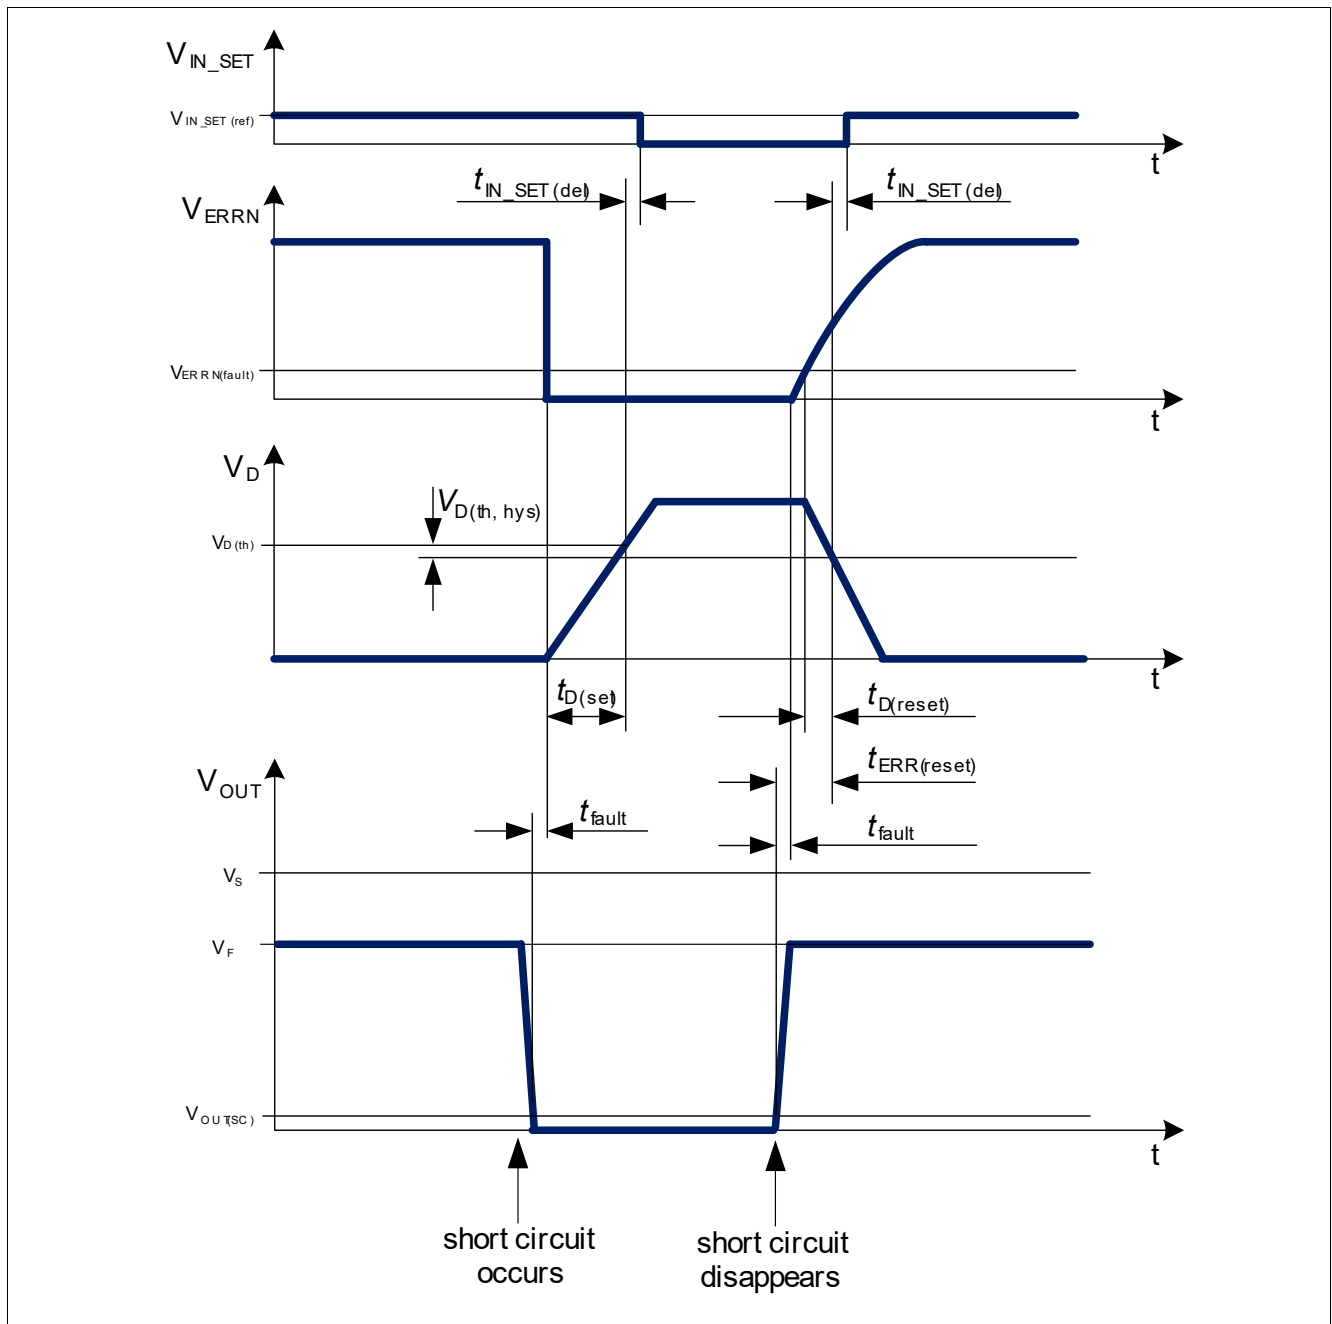 V IN_SET
V IN_SET (ref)
t
t IN_SET (del)
t IN_SET (del)
V ERRN
V ERRN(fault)
t
V D
V D(th, hys)
V D(th)
t
t D(set)
t D(reset)
t ERR(reset)
V OUT
t fault
t fault
V S
V F
V OUT(SC)
t
short circuit
occurs
short circuit
disappears